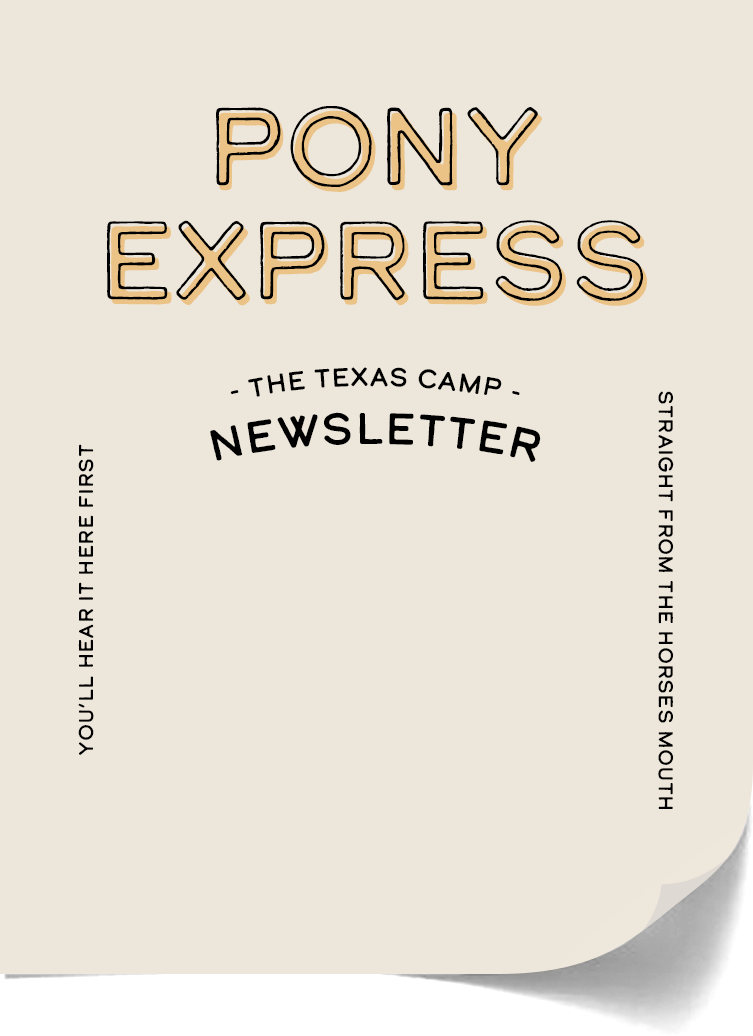 PONY
EXPRESS
- THE TEXAS CAMP -
NEWSLETTER
YOU'LL HEAR IT HERE FIRST
STRAIGHT FROM THE HORSES MOUTH